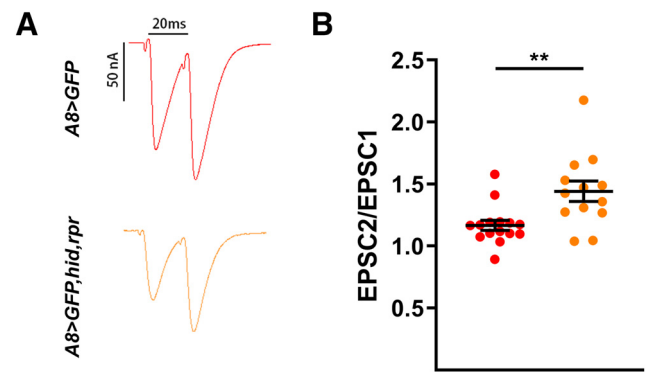 A
20ms
50 nA
A8>GFP
A8>GFP,hid,rpr
B
**
EPSC2/EPSC1
2.5
2.0
1.5
1.0
0.5